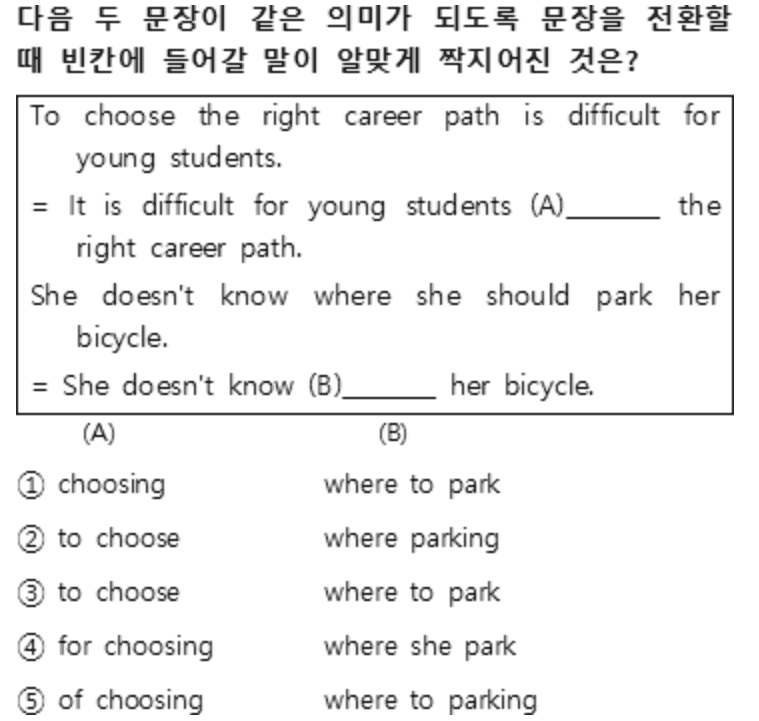 다음 두 문장이 같은 의미가 되도록 문장을 전환할
때 빈칸에 들어갈 말이 알맞게 짝지어진 것은?
To choose the right career path is difficult for
young students.
= It is difficult for young students (A)______ the
right career path.
She doesn't know where she should park her
bicycle.
= She doesn't know (B)______ her bicycle.
(A) (B)
① choosing where to park
② to choose where parking
③ to choose where to park
④ for choosing where she park
⑤ of choosing where to parking